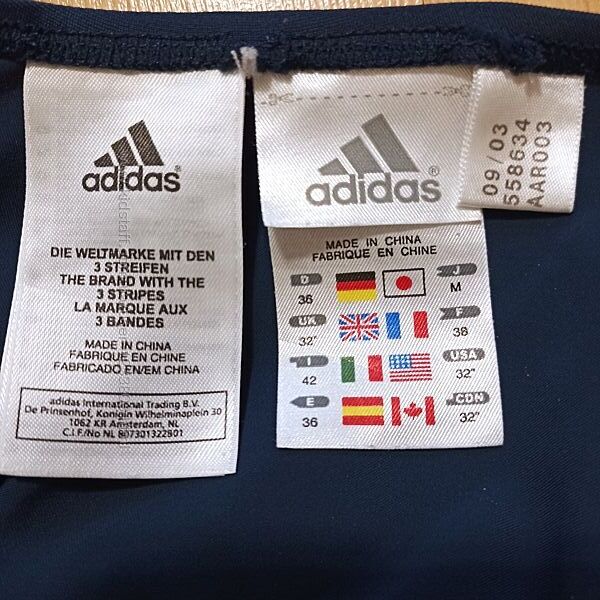 adidas®
DIE WELTMARKE MIT DEN
3 STREIFEN
THE BRAND WITH THE
3 STRIPES
LA MARQUE AUX
3 BANDES
MADE IN CHINA
FABRIQUE EN CHINE
FABRICADO EN/EM CHINA
adidas International Trading B.V.
De Prinsenhof, Konigin Wilhelminaplein 30
1062 KR Amsterdam, NL
C.I.F./No NL 807301322B01
adidas®
MADE IN CHINA
FABRIQUE EN CHINE
D J
36 M
UK F
32" 38
I USA
42 32"
E CDN
36 32"
09/03
558634
AAR003